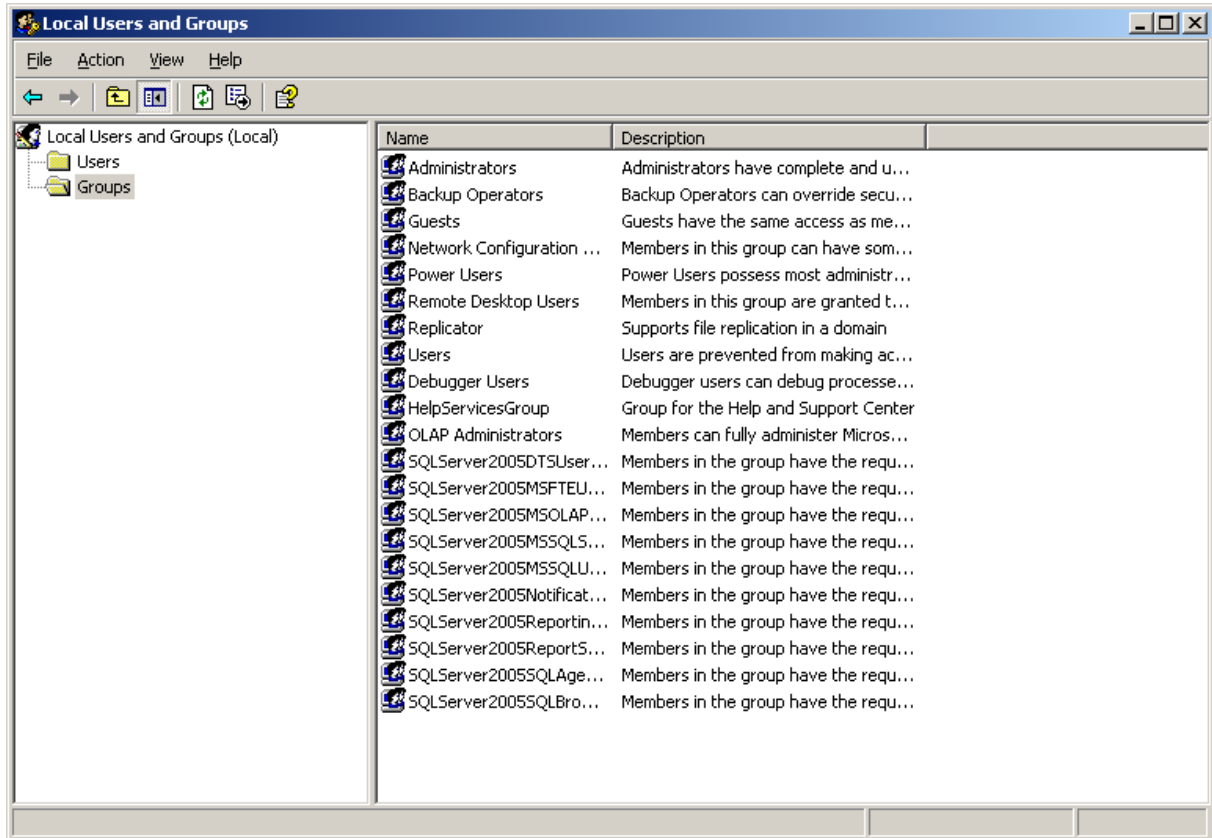 Local Users and Groups
File Action View Help
Local Users and Groups (Local)
Users
Groups
Name Description
Administrators Administrators have complete and u...
Backup Operators Backup Operators can override secu...
Guests Guests have the same access as me...
Network Configuration ... Members in this group can have som...
Power Users Power Users possess most administr...
Remote Desktop Users Members in this group are granted t...
Replicator Supports file replication in a domain
Users Users are prevented from making ac...
Debugger Users Debugger users can debug processe...
HelpServicesGroup Group for the Help and Support Center
OLAP Administrators Members can fully administer Micros...
SQLServer2005DTSUser... Members in the group have the requ...
SQLServer2005MSFTEU... Members in the group have the requ...
SQLServer2005MSOLAP... Members in the group have the requ...
SQLServer2005MSSQLS... Members in the group have the requ...
SQLServer2005MSSQLU... Members in the group have the requ...
SQLServer2005Notificat... Members in the group have the requ...
SQLServer2005Reportin... Members in the group have the requ...
SQLServer2005ReportS... Members in the group have the requ...
SQLServer2005SQLAge... Members in the group have the requ...
SQLServer2005SQLBro... Members in the group have the requ...